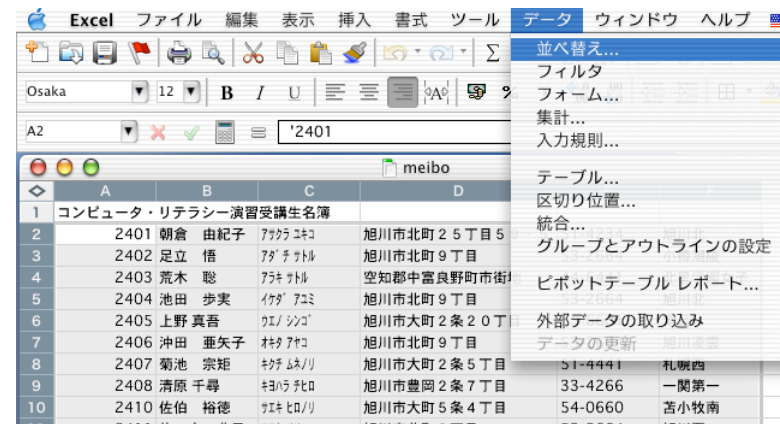 Excel ファイル 編集 表示 挿入 書式 ツール データ ウィンドウ ヘルプ
Osaka 12 B I U A %
A2 '2401
meibo
A B C D
1 コンピュータ・リテラシー演習受講生名簿
2 2401 朝倉 由紀子 アサクラ ユキコ 旭川市北町25丁目5
3 2402 足立 悟 アダチ サトル 旭川市北町9丁目
4 2403 荒木 聡 アラキ サトル 空知郡中富良野町市街地
5 2404 池田 歩実 イケダ アユミ 旭川市北町9丁目 53-2664
6 2405 上野 真吾 ウエノ シンゴ 旭川市大町2条20丁目
7 2406 沖田 亜矢子 オキタ アヤコ 旭川市北町9丁目
8 2407 菊池 宗矩 キクチ ムネノリ 旭川市大町2条5丁目 51-4441 札幌西
9 2408 清原 千尋 キヨハラ チヒロ 旭川市豊岡2条7丁目 33-4266 一関第一
10 2410 佐伯 裕徳 サエキ ヒロノリ 旭川市大町5条4丁目 54-0660 苫小牧南
並べ替え...
フィルタ
フォーム...
集計...
入力規則...
テーブル...
区切り位置...
統合...
グループとアウトラインの設定
ピボットテーブル レポート...
外部データの取り込み
データの更新